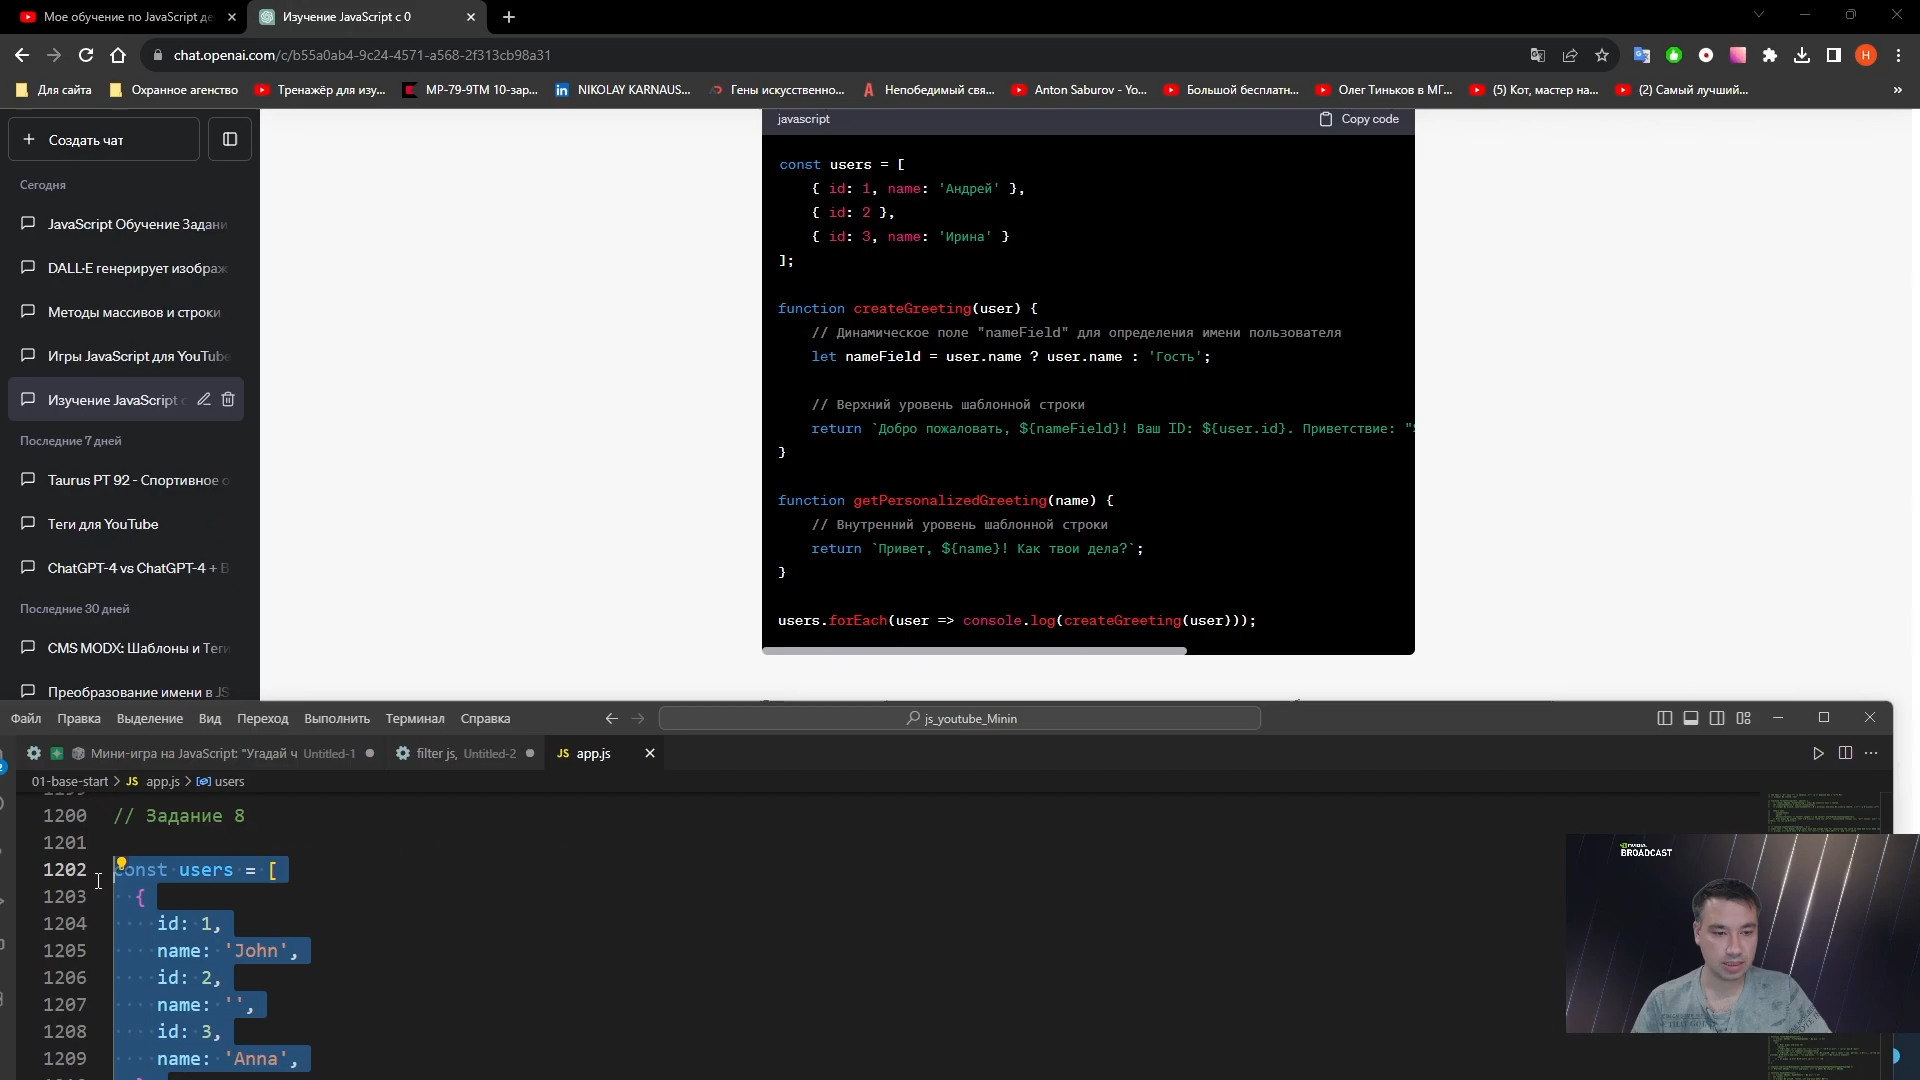 Мое обучение по JavaScript де
Изучение JavaScript с 0
chat.openai.com/c/b55a0ab4-9c24-4571-a568-2f313cb98a31
H
Для сайта
Охранное агенство
Тренажёр для изу...
MP-79-9TM 10-зар...
NIKOLAY KARNAUS...
Гены искусственно...
Непобедимый свя...
Anton Saburov - Yo...
Большой бесплатн...
Олег Тиньков в МГ...
(5) Кот, мастер на...
(2) Самый лучший...
Создать чат
Сегодня
JavaScript Обучение Задани
DALL-E генерирует изображ
Методы массивов и строки
Игры JavaScript для YouTube
Изучение JavaScript с
Последние 7 дней
Taurus PT 92 - Спортивное о
Теги для YouTube
ChatGPT-4 vs ChatGPT-4 + B
Последние 30 дней
CMS MODX: Шаблоны и Теги
Преобразование имени в JS
javascript
Copy code
const users = [
{ id: 1, name: 'Андрей' },
{ id: 2 },
{ id: 3, name: 'Ирина' }
];
function createGreeting(user) {
// Динамическое поле "nameField" для определения имени пользователя
let nameField = user.name ? user.name : 'Гость';
// Верхний уровень шаблонной строки
return `Добро пожаловать, ${nameField}! Ваш ID: ${user.id}. Приветствие: "$
}
function getPersonalizedGreeting(name) {
// Внутренний уровень шаблонной строки
return `Привет, ${name}! Как твои дела?`;
}
users.forEach(user => console.log(createGreeting(user)));
Файл Правка Выделение Вид Переход Выполнить Терминал Справка
js_youtube_Minin
Мини-игра на JavaScript: "Угадай ч Untitled-1
filter js, Untitled-2
JS app.js
01-base-start > JS app.js > users
1200 // Задание 8
1201
1202 const users = [
1203 {
1204 id: 1,
1205 name: 'John',
1206 id: 2,
1207 name: '',
1208 id: 3,
1209 name: 'Anna',
NVIDIA
BROADCAST